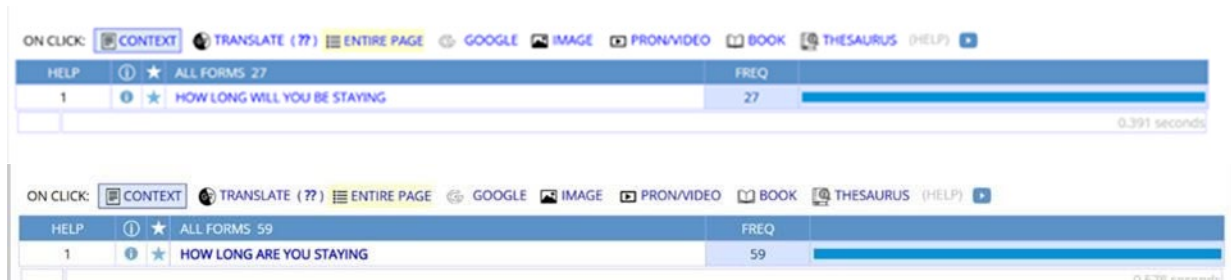 ON CLICK: CONTEXT TRANSLATE (??) ENTIRE PAGE GOOGLE IMAGE PRON/VIDEO BOOK THESAURUS (HELP)
HELP ALL FORMS 27 FREQ
1 HOW LONG WILL YOU BE STAYING 27
0.391 seconds
ON CLICK: CONTEXT TRANSLATE (??) ENTIRE PAGE GOOGLE IMAGE PRON/VIDEO BOOK THESAURUS (HELP)
HELP ALL FORMS 59 FREQ
1 HOW LONG ARE YOU STAYING 59
seconds